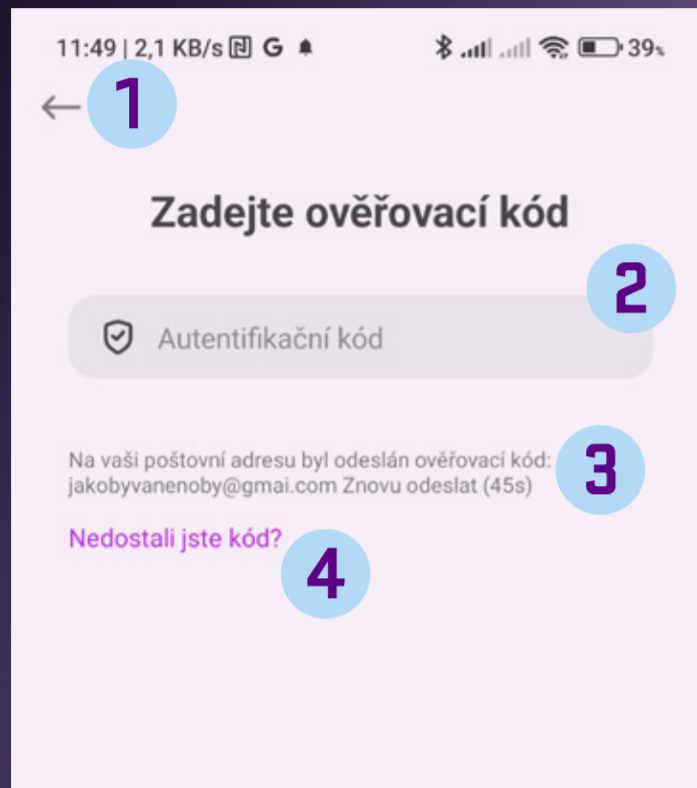 11:49 | 2,1 KB/s G 39%
1
Zadejte ověřovací kód
2
Autentifikační kód
Na vaši poštovní adresu byl odeslán ověřovací kód:
jakobyvanenoby@gmai.com Znovu odeslat (45s)
3
Nedostali jste kód?
4